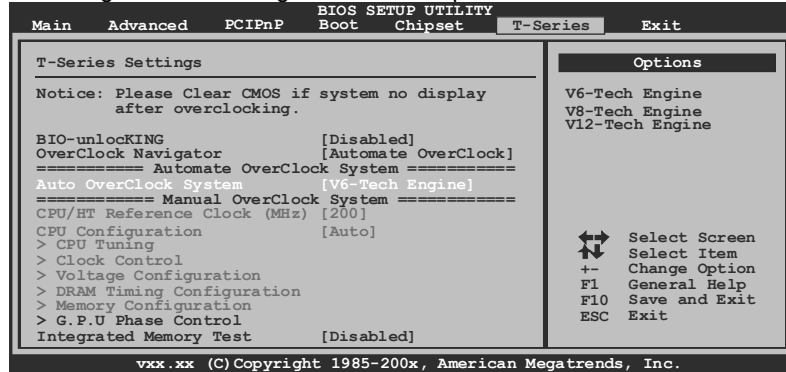 BIOS SETUP UTILITY
Main Advanced PCIPnP Boot Chipset T-Series Exit
T-Series Settings
Notice: Please Clear CMOS if system no display
after overclocking.
BIO-unlocKING [Disabled]
OverClock Navigator [Automate OverClock]
=========== Automate OverClock System ===========
Auto OverClock System [V6-Tech Engine]
============ Manual OverClock System ============
CPU/HT Reference Clock (MHz) [200]
CPU Configuration [Auto]
> CPU Tuning
> Clock Control
> Voltage Configuration
> DRAM Timing Configuration
> Memory Configuration
> G.P.U Phase Control
Integrated Memory Test [Disabled]
Options
V6-Tech Engine
V8-Tech Engine
V12-Tech Engine
Select Screen
Select Item
+- Change Option
F1 General Help
F10 Save and Exit
ESC Exit
vxx.xx (C)Copyright 1985-200x, American Megatrends, Inc.